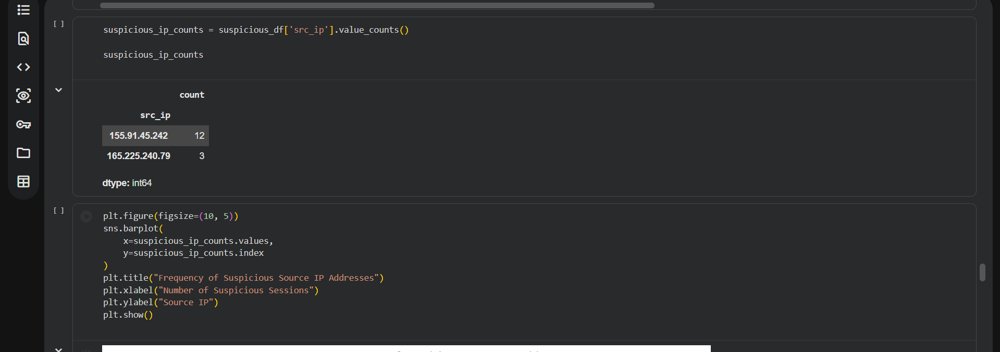 [ ]
suspicious_ip_counts = suspicious_df['src_ip'].value_counts()
suspicious_ip_counts
count
src_ip
155.91.45.242 12
165.225.240.79 3
dtype: int64
[ ]
plt.figure(figsize=(10, 5))
sns.barplot(
    x=suspicious_ip_counts.values,
    y=suspicious_ip_counts.index
)
plt.title("Frequency of Suspicious Source IP Addresses")
plt.xlabel("Number of Suspicious Sessions")
plt.ylabel("Source IP")
plt.show()